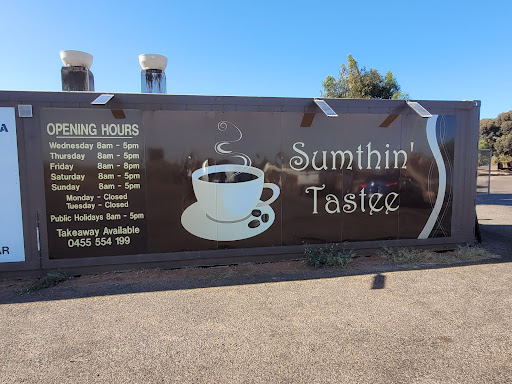 A
AR
OPENING HOURS
Wednesday 8am - 5pm
Thursday 8am - 5pm
Friday 8am - 8pm
Saturday 8am - 5pm
Sunday 8am - 5pm
Monday - Closed
Tuesday - Closed
Public Holidays 8am - 5pm
Takeaway Available
0455 554 199
Sumthin'
Tastee